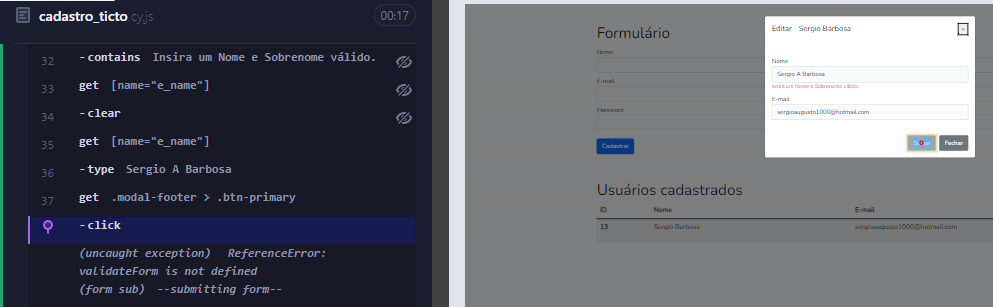 cadastro_ticto.cy.js
00:17
32 -contains Insira um Nome e Sobrenome válido.
33 get [name="e_name"]
34 -clear
35 get [name="e_name"]
36 -type Sergio A Barbosa
37 get .modal-footer > .btn-primary
-click
(uncaught exception) ReferenceError:
validateForm is not defined
(form sub) --submitting form--
Formulário
Nome
E-mail
Password
Cadastrar
Usuários cadastrados
ID Nome E-mail
13 Sergio Barbosa sergioaugusto1000@hotmail.com
Editar - Sergio Barbosa
×
Nome
Sergio A Barbosa
Insira um Nome e Sobrenome válido.
E-mail
sergioaugusto1000@hotmail.com
Fechar